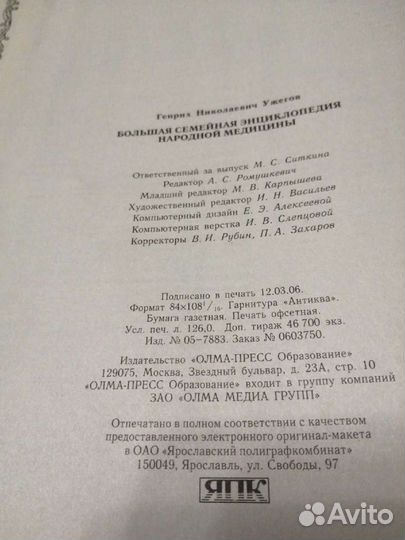 Генрих Николаевич Ужегов
БОЛЬШАЯ СЕМЕЙНАЯ ЭНЦИКЛОПЕДИЯ
НАРОДНОЙ МЕДИЦИНЫ
Ответственный за выпуск М. С. Ситкина
Редактор А. С. Ромушкевич
Младший редактор М. В. Карпышева
Художественный редактор И. Н. Васильев
Компьютерный дизайн Е. Э. Алексеевой
Компьютерная верстка И. В. Слепцовой
Корректоры В. И. Рубин, П. А. Захаров
Подписано в печать 12.03.06.
Формат 84×108¹/₁₆. Гарнитура «Антиква».
Бумага газетная. Печать офсетная.
Усл. печ. л. 126,0. Доп. тираж 46 700 экз.
Изд. № 05-7883. Заказ № 0603750.
Издательство «ОЛМА-ПРЕСС Образование»
129075, Москва, Звездный бульвар, д. 23А, стр. 10
«ОЛМА-ПРЕСС Образование» входит в группу компаний
ЗАО «ОЛМА МЕДИА ГРУПП»
Отпечатано в полном соответствии с качеством
предоставленного электронного оригинал-макета
в ОАО «Ярославский полиграфкомбинат»
150049, Ярославль, ул. Свободы, 97
ЯПК
Avito